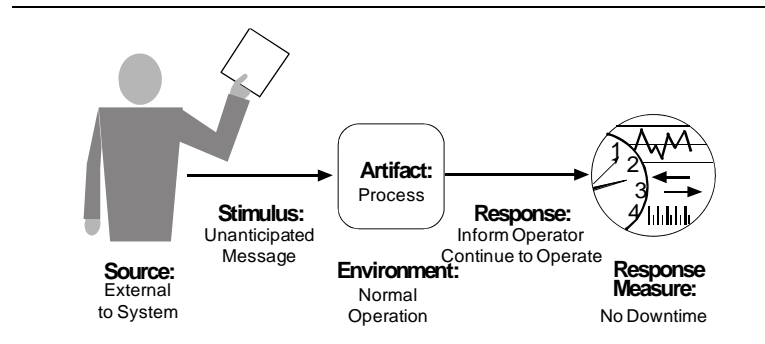 Source:
External
to System
Stimulus:
Unanticipated
Message
Artifact:
Process
Environment:
Normal
Operation
Response:
Inform Operator
Continue to Operate
1
2
3
4
Response
Measure:
No Downtime